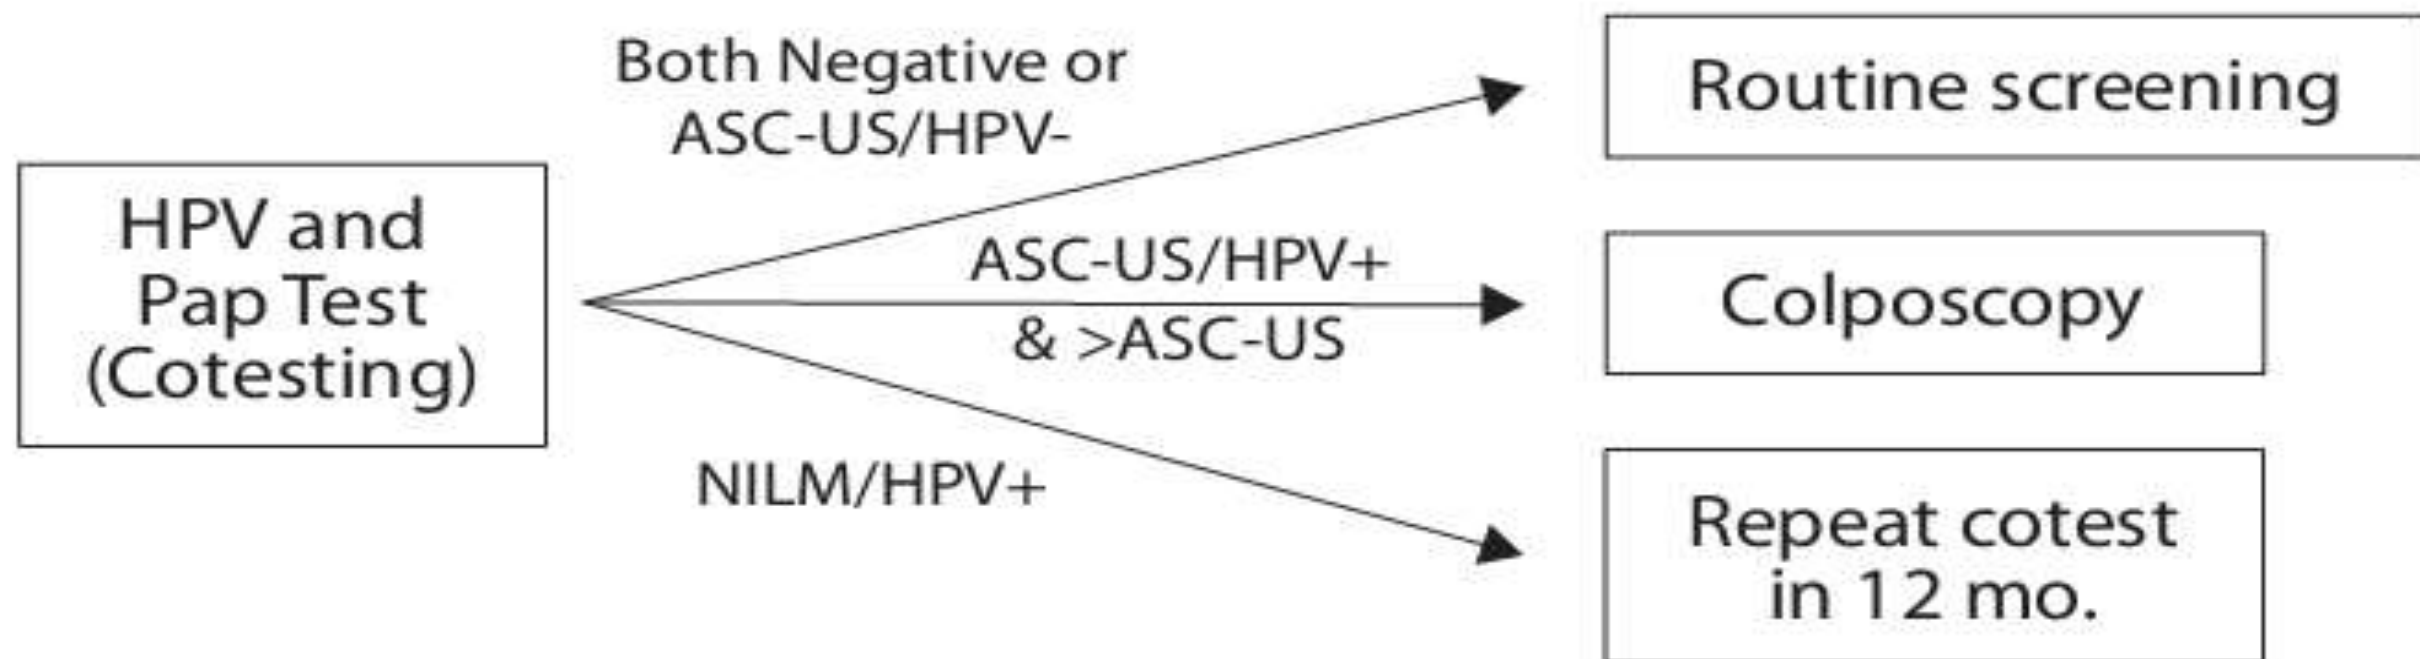 HPV and
Pap Test
(Cotesting)
Both Negative or
ASC-US/HPV-
Routine screening
ASC-US/HPV+
& >ASC-US
Colposcopy
NILM/HPV+
Repeat cotest
in 12 mo.